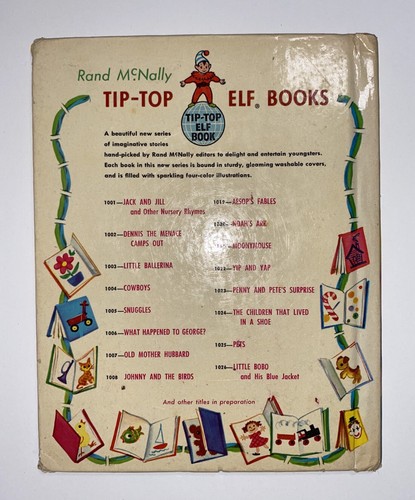 Rand McNally
TIP-TOP ELF BOOKS
TIP-TOP
ELF
BOOK
A beautiful new series
of imaginative stories
hand-picked by Rand McNally editors to delight and entertain youngsters.
Each book in this new series is bound in sturdy, gleaming washable covers,
and is filled with sparkling four-color illustrations.
1001—JACK AND JILL
and Other Nursery Rhymes
1002—DENNIS THE MENACE
CAMPS OUT
1003—LITTLE BALLERINA
1004—COWBOYS
1005—SNUGGLES
1006—WHAT HAPPENED TO GEORGE?
1007—OLD MOTHER HUBBARD
1008 JOHNNY AND THE BIRDS
1019—AESOP'S FABLES
NOAH'S ARK
MOONYMOUSE
1022—YIP AND YAP
1023—PENNY AND PETE'S SURPRISE
1024—THE CHILDREN THAT LIVED
IN A SHOE
1025—PETS
1026—LITTLE BOBO
and His Blue Jacket
And other titles in preparation